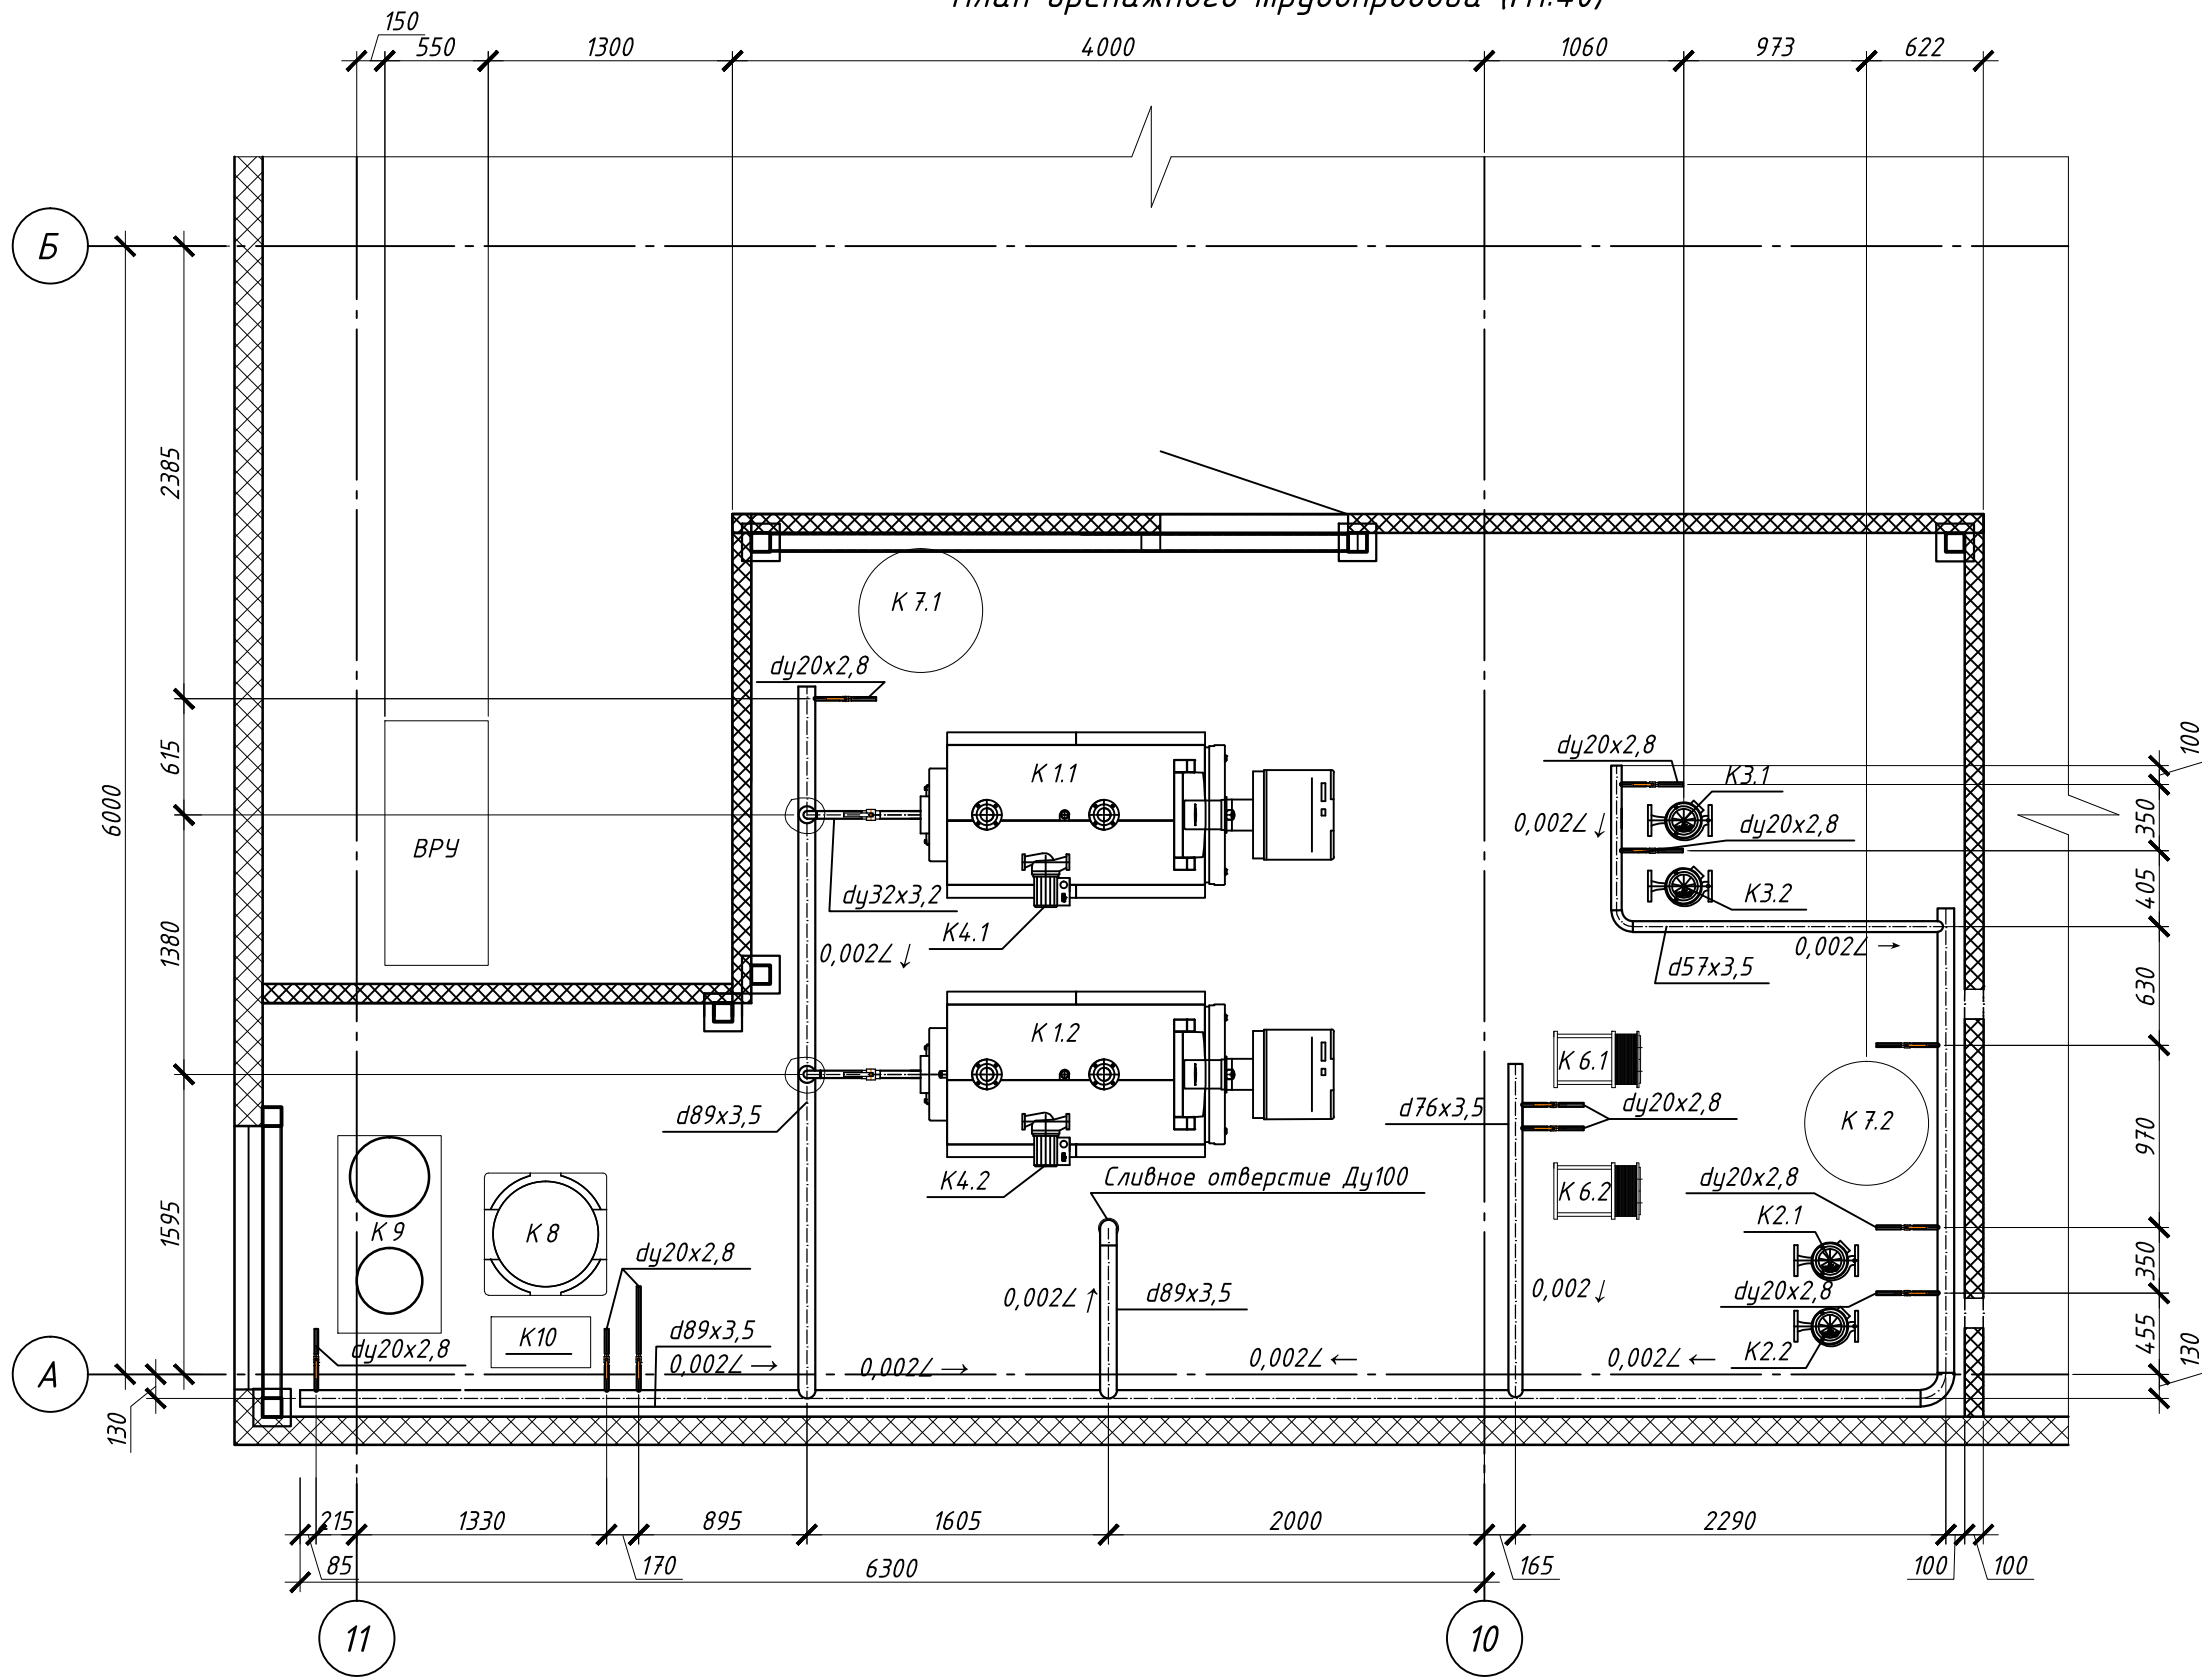 План дренажного трубопровода (М1:40)
150
550
1300
4000
1060
973
622
Б
2385
615
6000
1380
1595
А
130
К 7.1
dy20x2,8
К 1.1
ВРУ
dy32x3,2
К4.1
0,002∠ ↓
dy20x2,8
К3.1
0,002∠ ↓
dy20x2,8
К3.2
0,002∠ →
d57x3,5
100
350
405
630
970
350
455
130
К 1.2
d89x3,5
К4.2
Сливное отверстие Ду100
d76x3,5
К 6.1
dy20x2,8
К 7.2
К 6.2
dy20x2,8
К2.1
dy20x2,8
К2.2
0,002 ↓
К 9
К 8
dy20x2,8
К10
dy20x2,8
d89x3,5
0,002∠ →
0,002∠ →
0,002∠ ↑
d89x3,5
0,002∠ ←
0,002∠ ←
215
1330
895
1605
2000
2290
85
170
6300
165
100
100
11
10